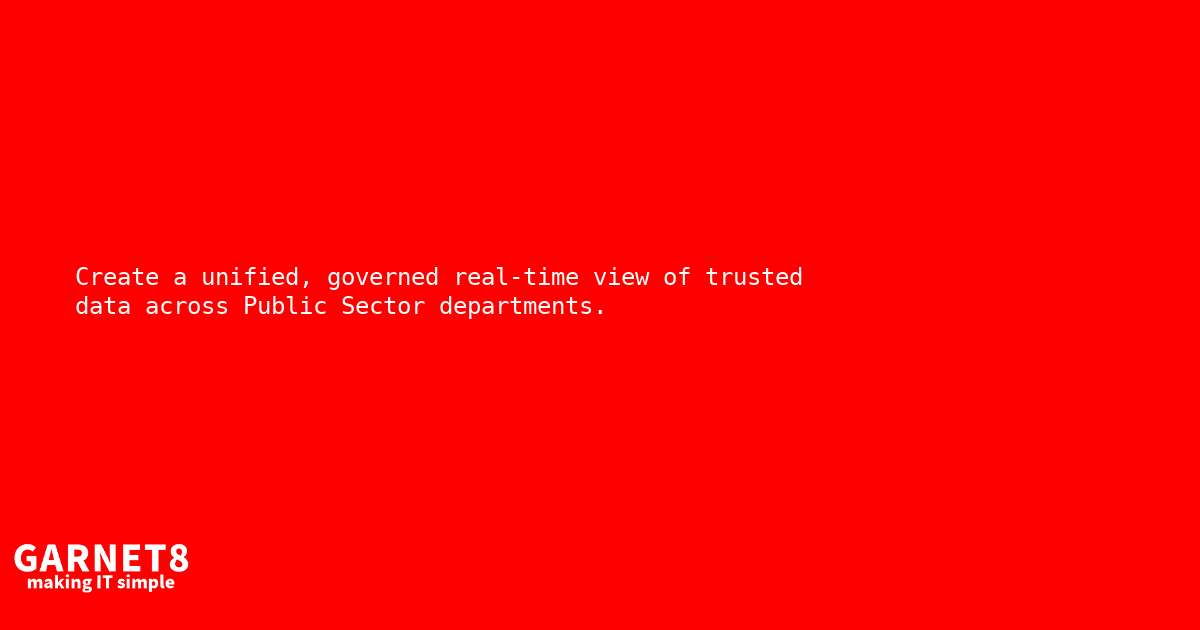 Create a unified, governed real-time view of trusted
data across Public Sector departments.
GARNET8
making IT simple